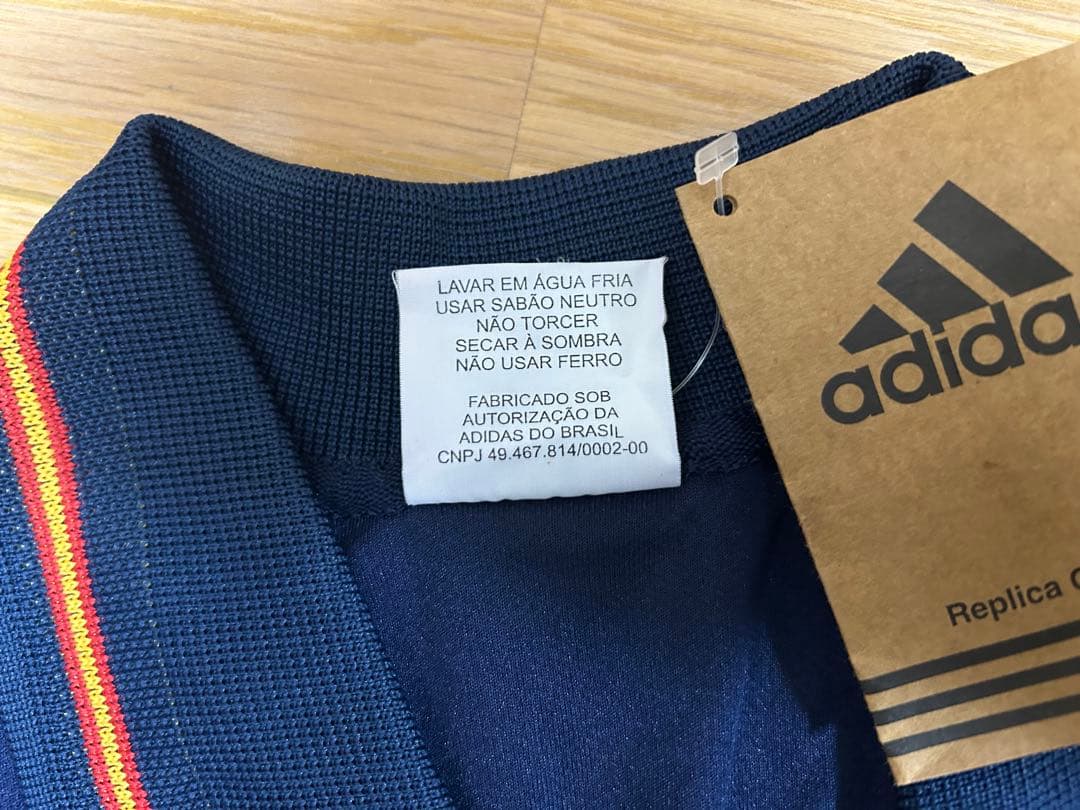 LAVAR EM ÁGUA FRIA
USAR SABÃO NEUTRO
NÃO TORCER
SECAR À SOMBRA
NÃO USAR FERRO
FABRICADO SOB
AUTORIZAÇÃO DA
ADIDAS DO BRASIL
CNPJ 49.467.814/0002-00
adidas
Replica